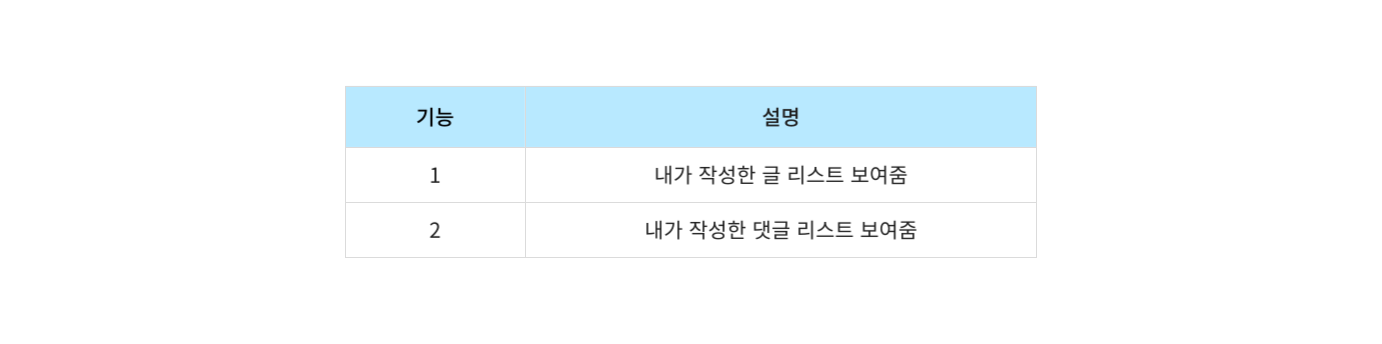 기능 설명
1 내가 작성한 글 리스트 보여줌
2 내가 작성한 댓글 리스트 보여줌